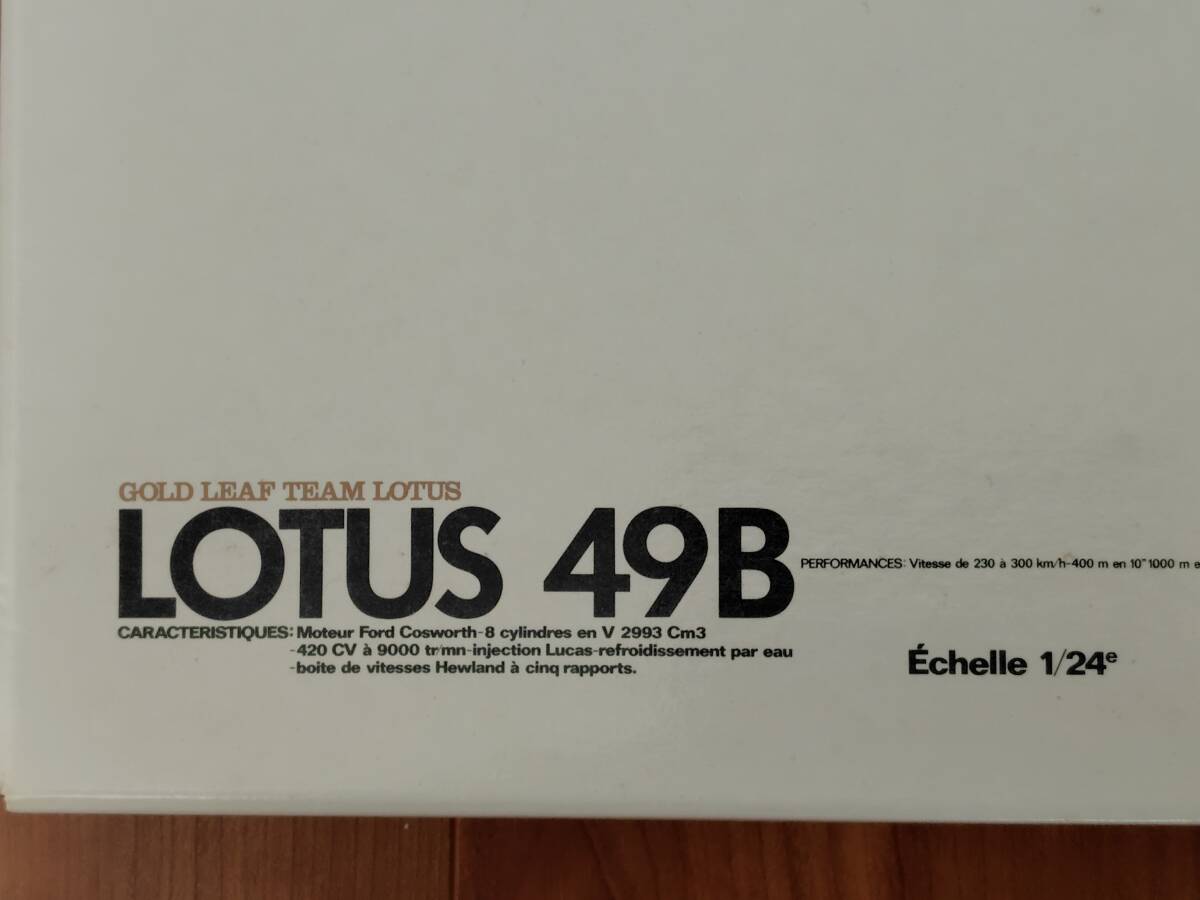 GOLD LEAF TEAM LOTUS
LOTUS 49B
PERFORMANCES: Vitesse de 230 à 300 km/h-400 m en 10" 1000 m e
CARACTERISTIQUES: Moteur Ford Cosworth-8 cylindres en V 2993 Cm3
-420 CV à 9000 tr/mn-injection Lucas-refroidissement par eau
-boite de vitesses Hewland à cinq rapports.
Échelle 1/24e